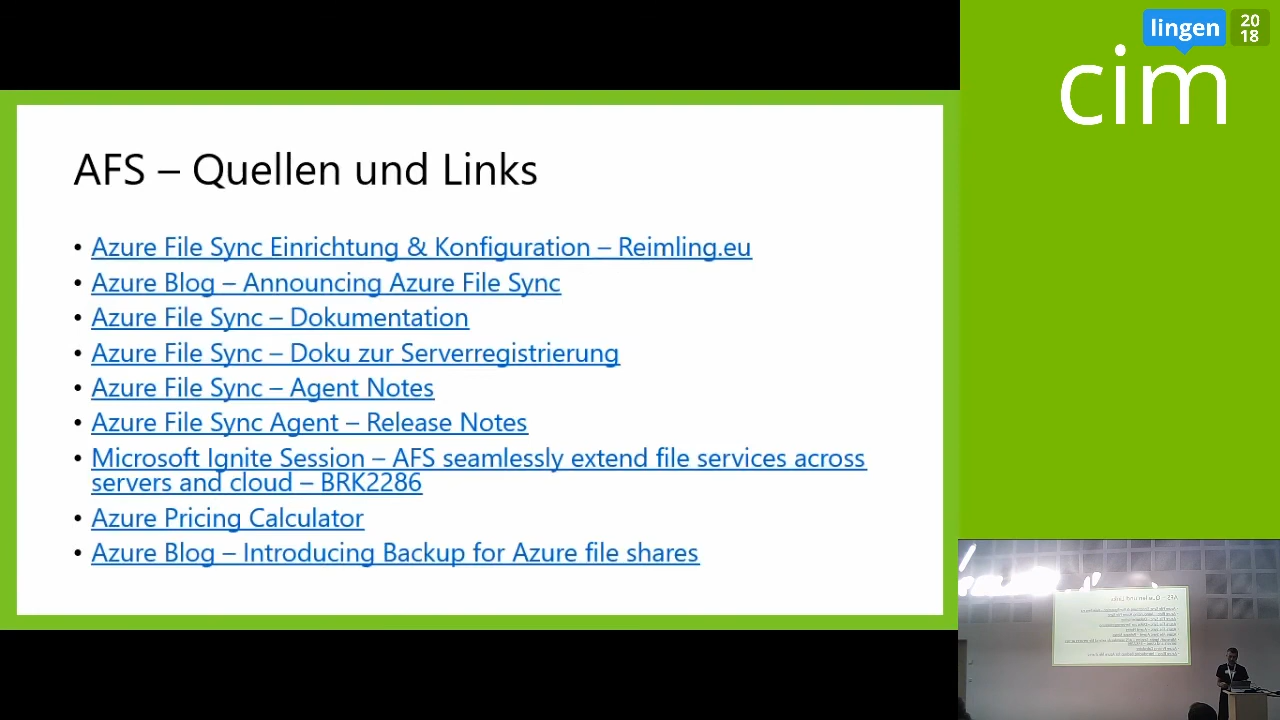 lingen
20
18
cim
AFS – Quellen und Links
• Azure File Sync Einrichtung & Konfiguration – Reimling.eu
• Azure Blog – Announcing Azure File Sync
• Azure File Sync – Dokumentation
• Azure File Sync – Doku zur Serverregistrierung
• Azure File Sync – Agent Notes
• Azure File Sync Agent – Release Notes
• Microsoft Ignite Session – AFS seamlessly extend file services across
servers and cloud – BRK2286
• Azure Pricing Calculator
• Azure Blog – Introducing Backup for Azure file shares